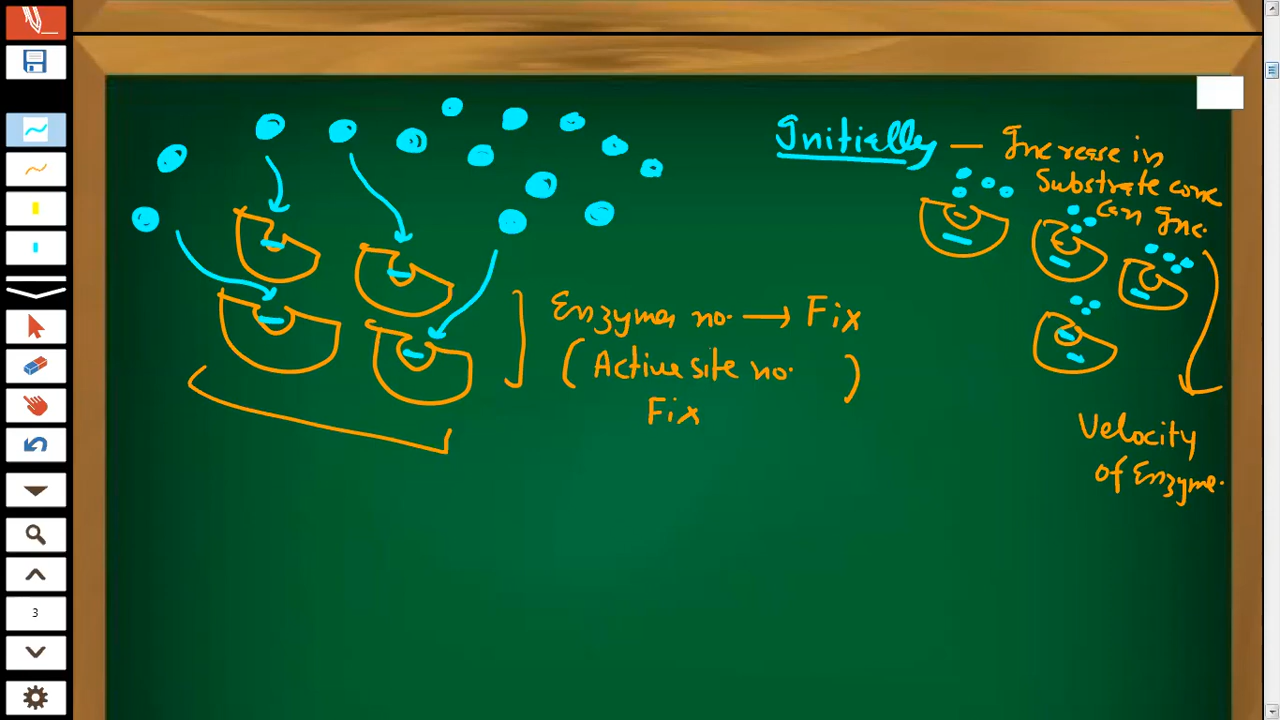 Initially — Increase in
Substrate conc
can Inc.
Velocity
of Enzyme.
Enzymes no. → Fix
(Active site no.)
Fix
3